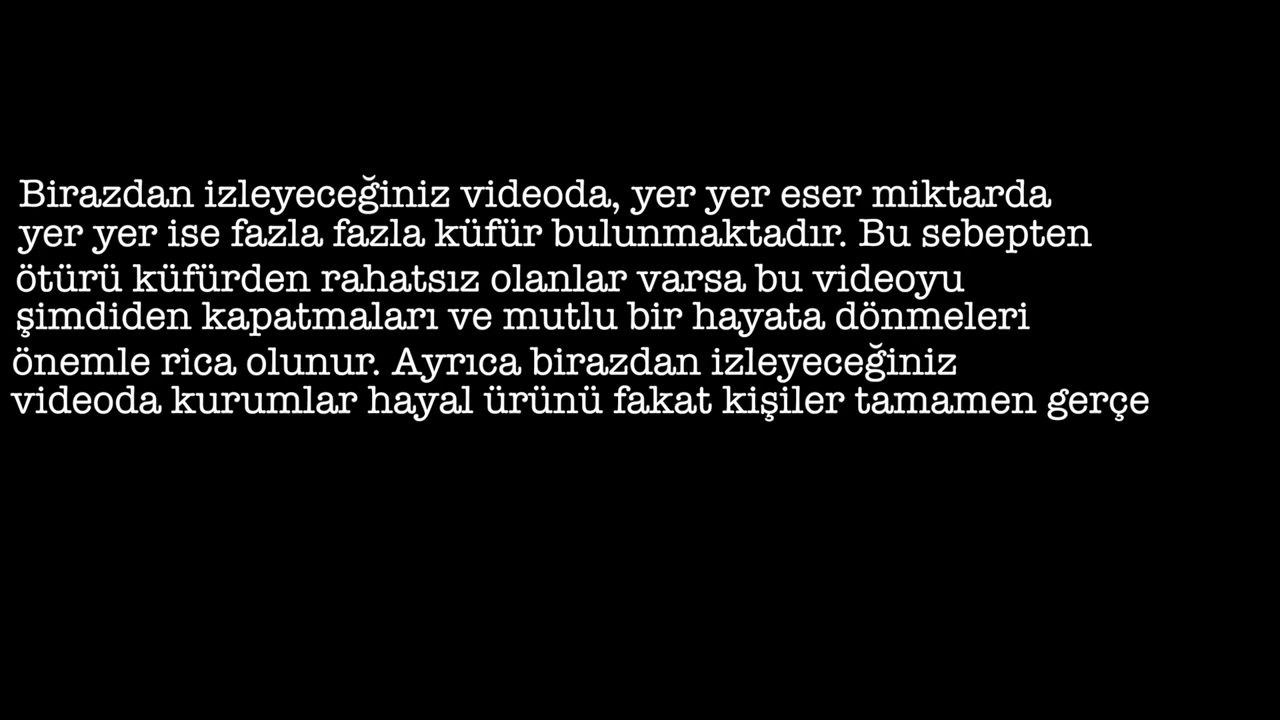 Birazdan izleyeceğiniz videoda, yer yer eser miktarda
yer yer ise fazla fazla küfür bulunmaktadır. Bu sebepten
ötürü küfürden rahatsız olanlar varsa bu videoyu
şimdiden kapatmaları ve mutlu bir hayata dönmeleri
önemle rica olunur. Ayrıca birazdan izleyeceğiniz
videoda kurumlar hayal ürünü fakat kişiler tamamen gerçe